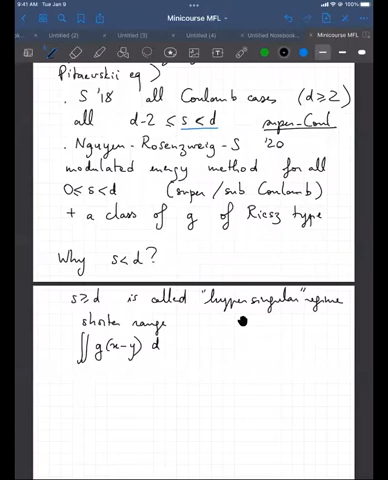 9:41 AM Tue Jan 9
100%
Minicourse MFL
Untitled (2)
Untitled (3)
Untitled (4)
Untitled Notebook
Minicourse MFL
Pitaevskii eq )
. S '18 all Coulomb cases (d ≥ 2)
all d-2 ≤ s < d super-Coul
. Nguyen - Rosenzweig - S '20
modulated energy method for all
0 ≤ s < d (super / sub Coulomb)
+ a class of g of Riesz type
Why s < d ?
s ≥ d is called "hypersingular" regime
shorter range
∬ g(x-y) d